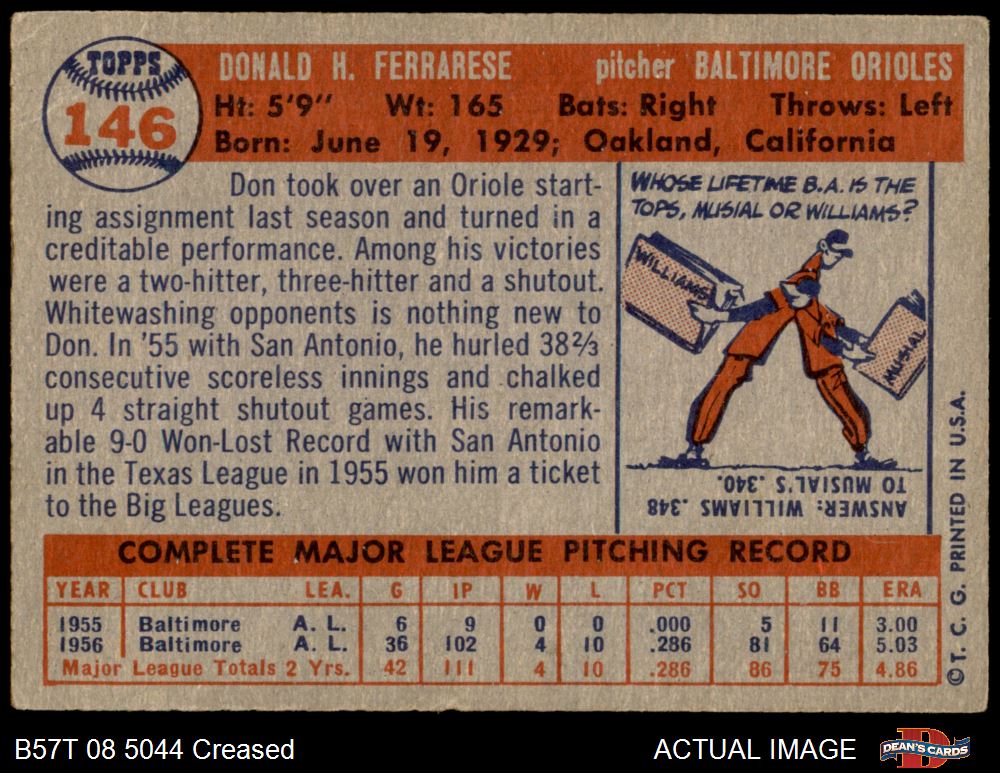 TOPPS
146
DONALD H. FERRARESE pitcher BALTIMORE ORIOLES
Ht: 5'9" Wt: 165 Bats: Right Throws: Left
Born: June 19, 1929; Oakland, California
Don took over an Oriole start-
ing assignment last season and turned in a
creditable performance. Among his victories
were a two-hitter, three-hitter and a shutout.
Whitewashing opponents is nothing new to
Don. In '55 with San Antonio, he hurled 38⅔
consecutive scoreless innings and chalked
up 4 straight shutout games. His remark-
able 9-0 Won-Lost Record with San Antonio
in the Texas League in 1955 won him a ticket
to the Big Leagues.
WHOSE LIFETIME B.A. IS THE
TOPS, MUSIAL OR WILLIAMS?
WILLIAMS
MUSIAL
ANSWER: WILLIAMS .348
TO MUSIAL'S .340.
COMPLETE MAJOR LEAGUE PITCHING RECORD
YEAR CLUB LEA. G IP W L PCT SO BB ERA
1955 Baltimore A. L. 6 9 0 0 .000 5 11 3.00
1956 Baltimore A. L. 36 102 4 10 .286 81 64 5.03
Major League Totals 2 Yrs. 42 111 4 10 .286 86 75 4.86
©T. C. G. PRINTED IN U.S.A.
B57T 08 5044 Creased
ACTUAL IMAGE
D
DEAN'S CARDS